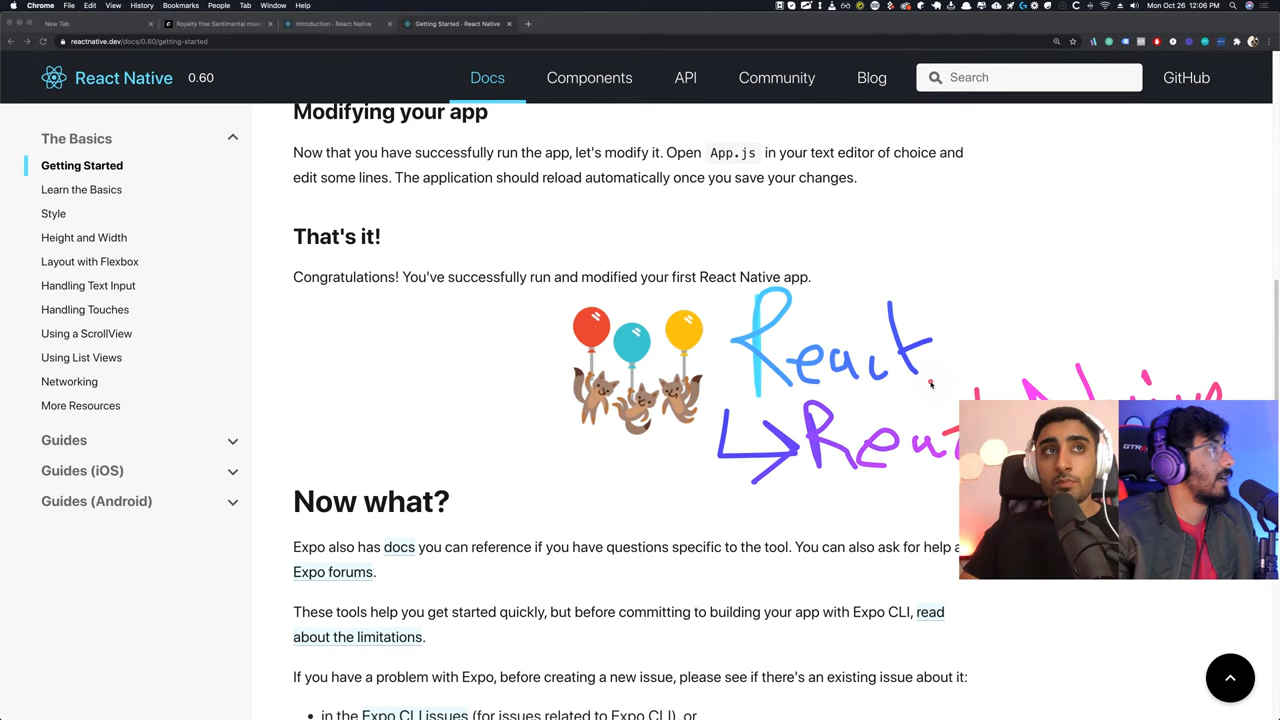 Chrome File Edit View History Bookmarks People Tab Window Help Mon Oct 26 12:06 PM
New Tab Royalty free Sentimental musi Introduction · React Native Getting Started · React Native
reactnative.dev/docs/0.60/getting-started
React Native 0.60 Docs Components API Community Blog Search GitHub
The Basics
Getting Started
Learn the Basics
Style
Height and Width
Layout with Flexbox
Handling Text Input
Handling Touches
Using a ScrollView
Using List Views
Networking
More Resources
Guides
Guides (iOS)
Guides (Android)
Modifying your app
Now that you have successfully run the app, let's modify it. Open App.js in your text editor of choice and
edit some lines. The application should reload automatically once you save your changes.
That's it!
Congratulations! You've successfully run and modified your first React Native app.
React
React Native
Now what?
Expo also has docs you can reference if you have questions specific to the tool. You can also ask for help a
Expo forums.
These tools help you get started quickly, but before committing to building your app with Expo CLI, read
about the limitations.
If you have a problem with Expo, before creating a new issue, please see if there's an existing issue about it:
• in the Expo CLI issues (for issues related to Expo CLI), or
GTR